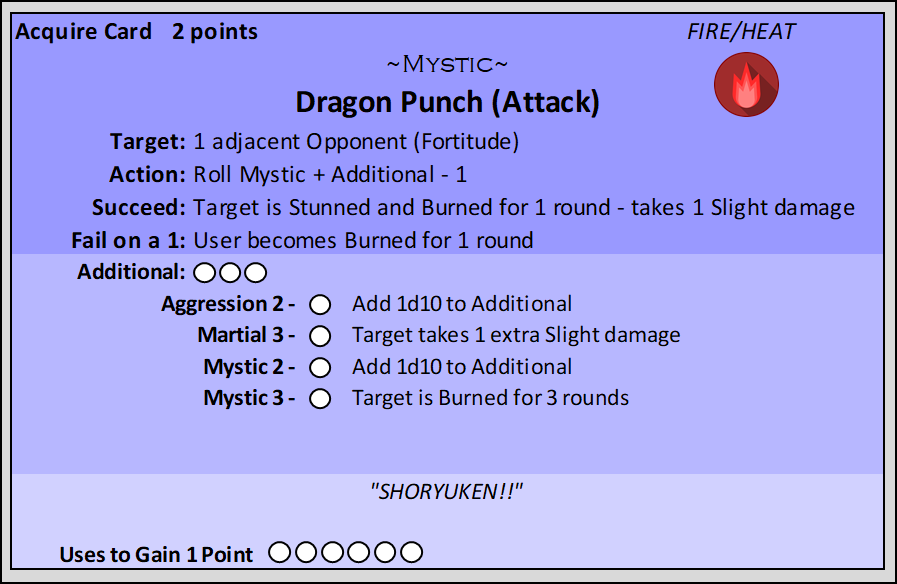 Acquire Card 2 points FIRE/HEAT
~MYSTIC~
Dragon Punch (Attack)
Target: 1 adjacent Opponent (Fortitude)
Action: Roll Mystic + Additional - 1
Succeed: Target is Stunned and Burned for 1 round - takes 1 Slight damage
Fail on a 1: User becomes Burned for 1 round
Additional:
Aggression 2 - Add 1d10 to Additional
Martial 3 - Target takes 1 extra Slight damage
Mystic 2 - Add 1d10 to Additional
Mystic 3 - Target is Burned for 3 rounds
"SHORYUKEN!!"
Uses to Gain 1 Point